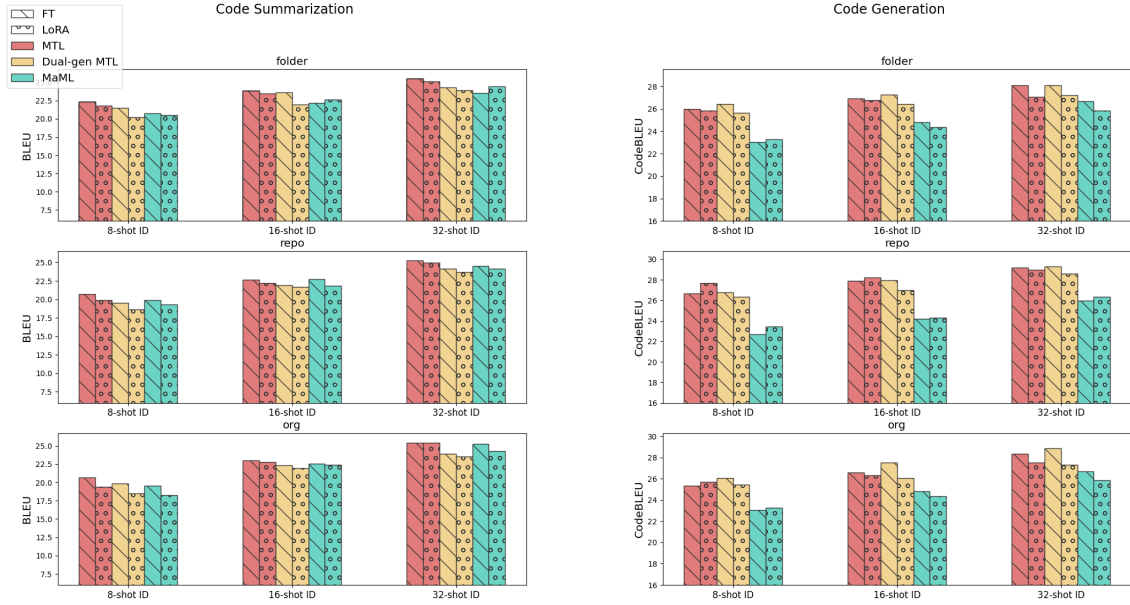 Code Summarization
Code Generation
FT
LoRA
MTL
Dual-gen MTL
MaML
folder
BLEU
22.5
20.0
17.5
15.0
12.5
10.0
7.5
8-shot ID
16-shot ID
32-shot ID
folder
CodeBLEU
28
26
24
22
20
18
16
8-shot ID
16-shot ID
32-shot ID
repo
BLEU
25.0
22.5
20.0
17.5
15.0
12.5
10.0
7.5
8-shot ID
16-shot ID
32-shot ID
repo
CodeBLEU
30
28
26
24
22
20
18
16
8-shot ID
16-shot ID
32-shot ID
org
BLEU
25.0
22.5
20.0
17.5
15.0
12.5
10.0
7.5
8-shot ID
16-shot ID
32-shot ID
org
CodeBLEU
30
28
26
24
22
20
18
16
8-shot ID
16-shot ID
32-shot ID